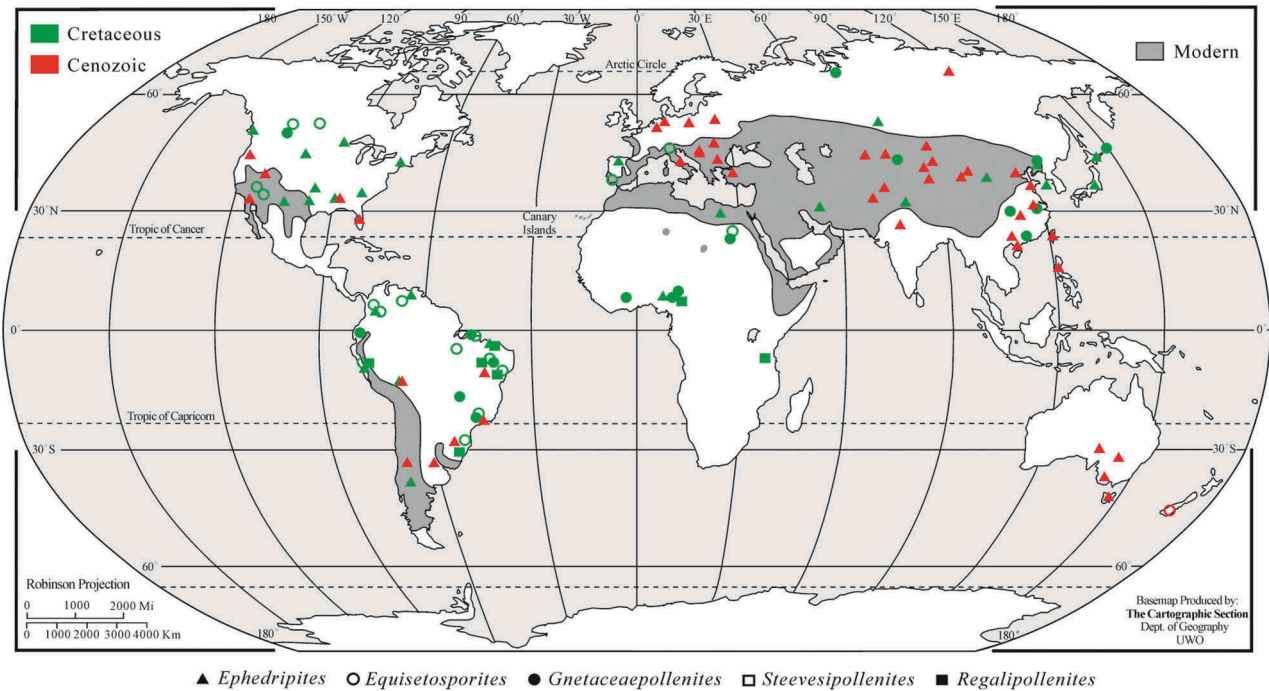 180° 150°W 120° 90° 60° 30° 0° 30°E 60° 90° 120° 150°E 180°
Cretaceous
Cenozoic
Modern
Arctic Circle
60° 60°
30°N 30°N
Canary
Islands
Tropic of Cancer
0° 0°
Tropic of Capricorn
30°S 30°S
60° 60°
Robinson Projection
0 1000 2000 Mi
0 1000 2000 3000 4000 Km
180 180°
Basemap Produced by:
The Cartographic Section
Dept. of Geography
UWO
Ephedripites Equisetosporites Gnetaceaepollenites Steevesipollenites Regalipollenites